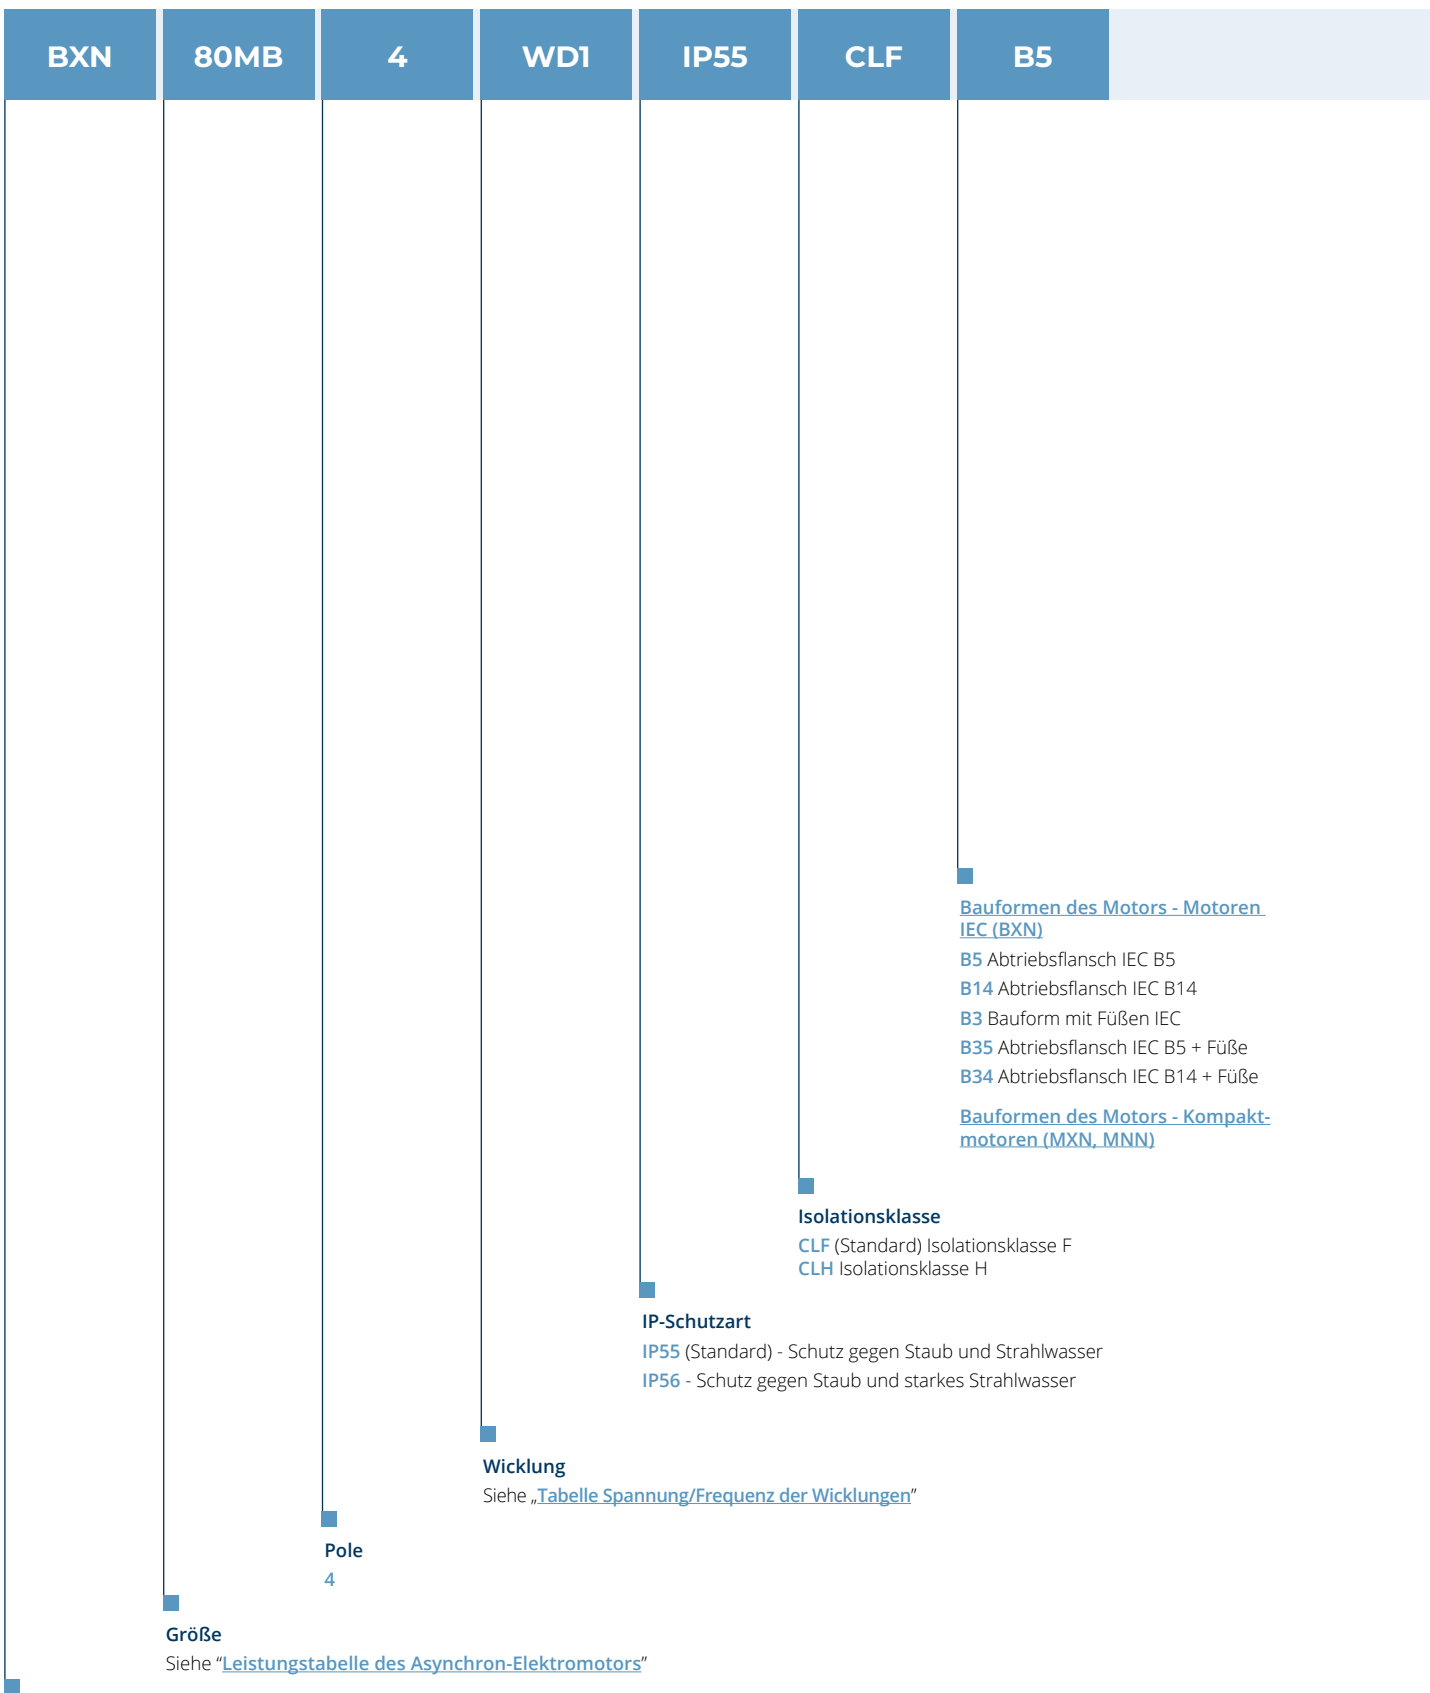 BXN 80MB 4 WD1 IP55 CLF B5
Bauformen des Motors - Motoren
IEC (BXN)
B5 Abtriebsflansch IEC B5
B14 Abtriebsflansch IEC B14
B3 Bauform mit Füßen IEC
B35 Abtriebsflansch IEC B5 + Füße
B34 Abtriebsflansch IEC B14 + Füße
Bauformen des Motors - Kompakt-
motoren (MXN, MNN)
Isolationsklasse
CLF (Standard) Isolationsklasse F
CLH Isolationsklasse H
IP-Schutzart
IP55 (Standard) - Schutz gegen Staub und Strahlwasser
IP56 - Schutz gegen Staub und starkes Strahlwasser
Wicklung
Siehe „Tabelle Spannung/Frequenz der Wicklungen”
Pole
4
Größe
Siehe “Leistungstabelle des Asynchron-Elektromotors”